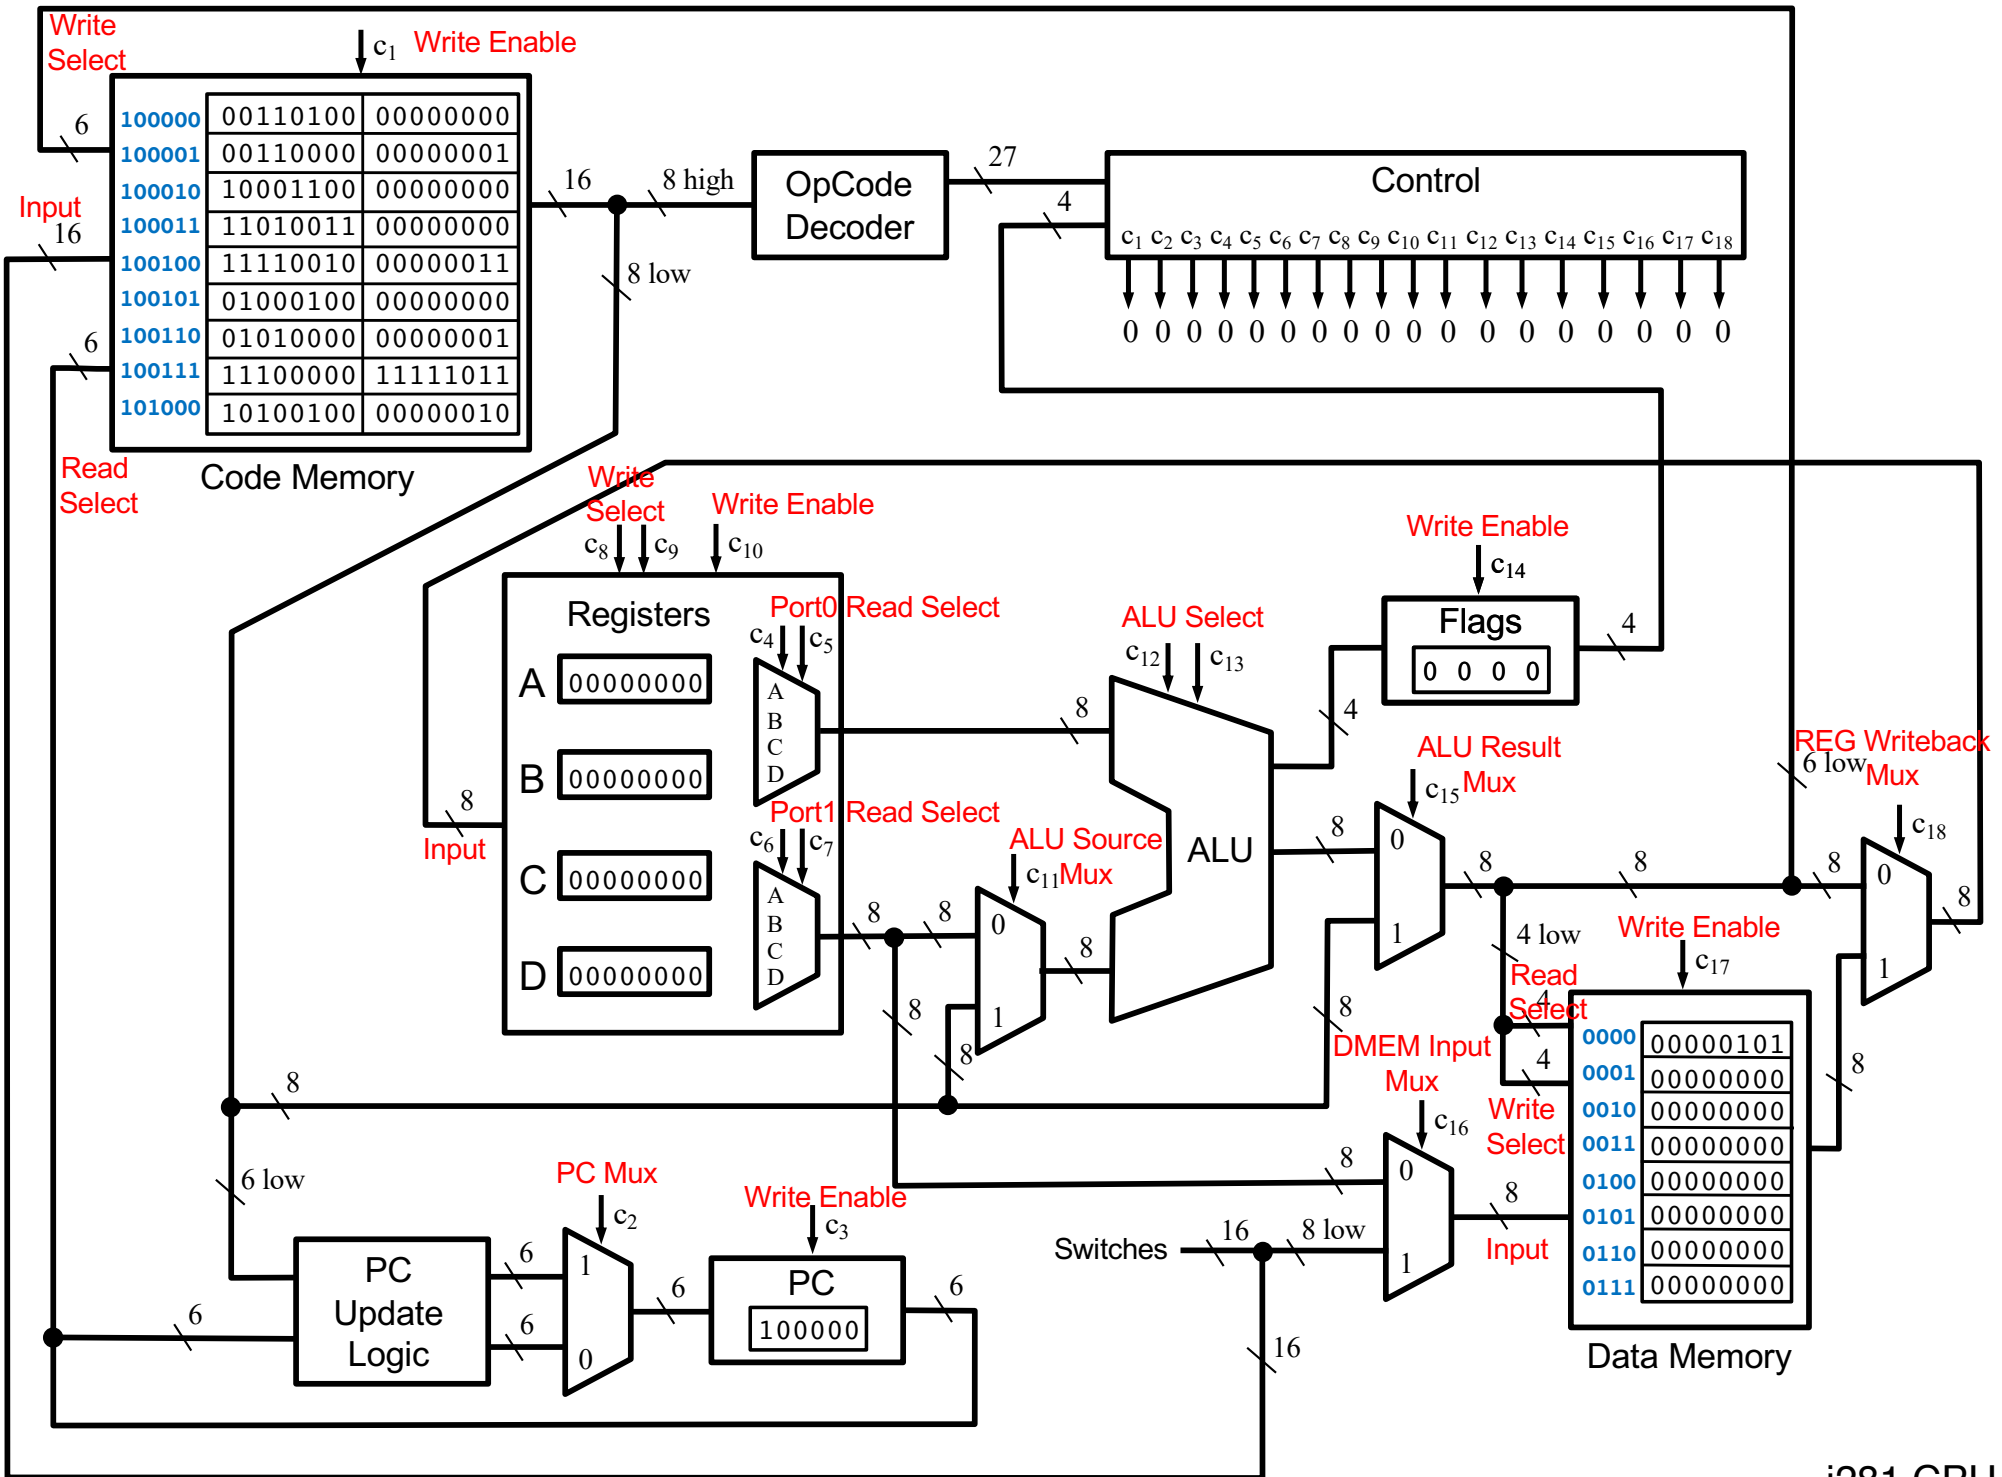 Write
Select
c1 Write Enable
6
Input
16
6
Read
Select
100000 00110100 00000000
100001 00110000 00000001
100010 10001100 00000000
100011 11010011 00000000
100100 11110010 00000011
100101 01000100 00000000
100110 01010000 00000001
100111 11100000 11111011
101000 10100100 00000010
Code Memory
16
8 high
8 low
OpCode
Decoder
27
4
Control
c1 c2 c3 c4 c5 c6 c7 c8 c9 c10 c11 c12 c13 c14 c15 c16 c17 c18
0 0 0 0 0 0 0 0 0 0 0 0 0 0 0 0 0 0
Write
Select
c8 c9
Write Enable
c10
Registers
A 00000000
B 00000000
C 00000000
D 00000000
8
Input
Port0 Read Select
c4 c5
A
B
C
D
Port1 Read Select
c6 c7
A
B
C
D
8
8
8
8
ALU Source
Mux
c11
0
1
8
8
ALU Select
c12 c13
ALU
4
8
Write Enable
c14
Flags
0 0 0 0
4
ALU Result
Mux
c15
0
1
8
8
8
6 low
8
REG Writeback
Mux
c18
0
1
8
4 low
Read
Select
4
4
Write
Select
Write Enable
c17
0000 00000101
0001 00000000
0010 00000000
0011 00000000
0100 00000000
0101 00000000
0110 00000000
0111 00000000
Data Memory
8
DMEM Input
Mux
c16
8
0
1
8
Input
Switches
16
8 low
16
8
6 low
PC
Update
Logic
6
6
6
PC Mux
c2
1
0
6
Write Enable
c3
PC
100000
6
i281 CPU